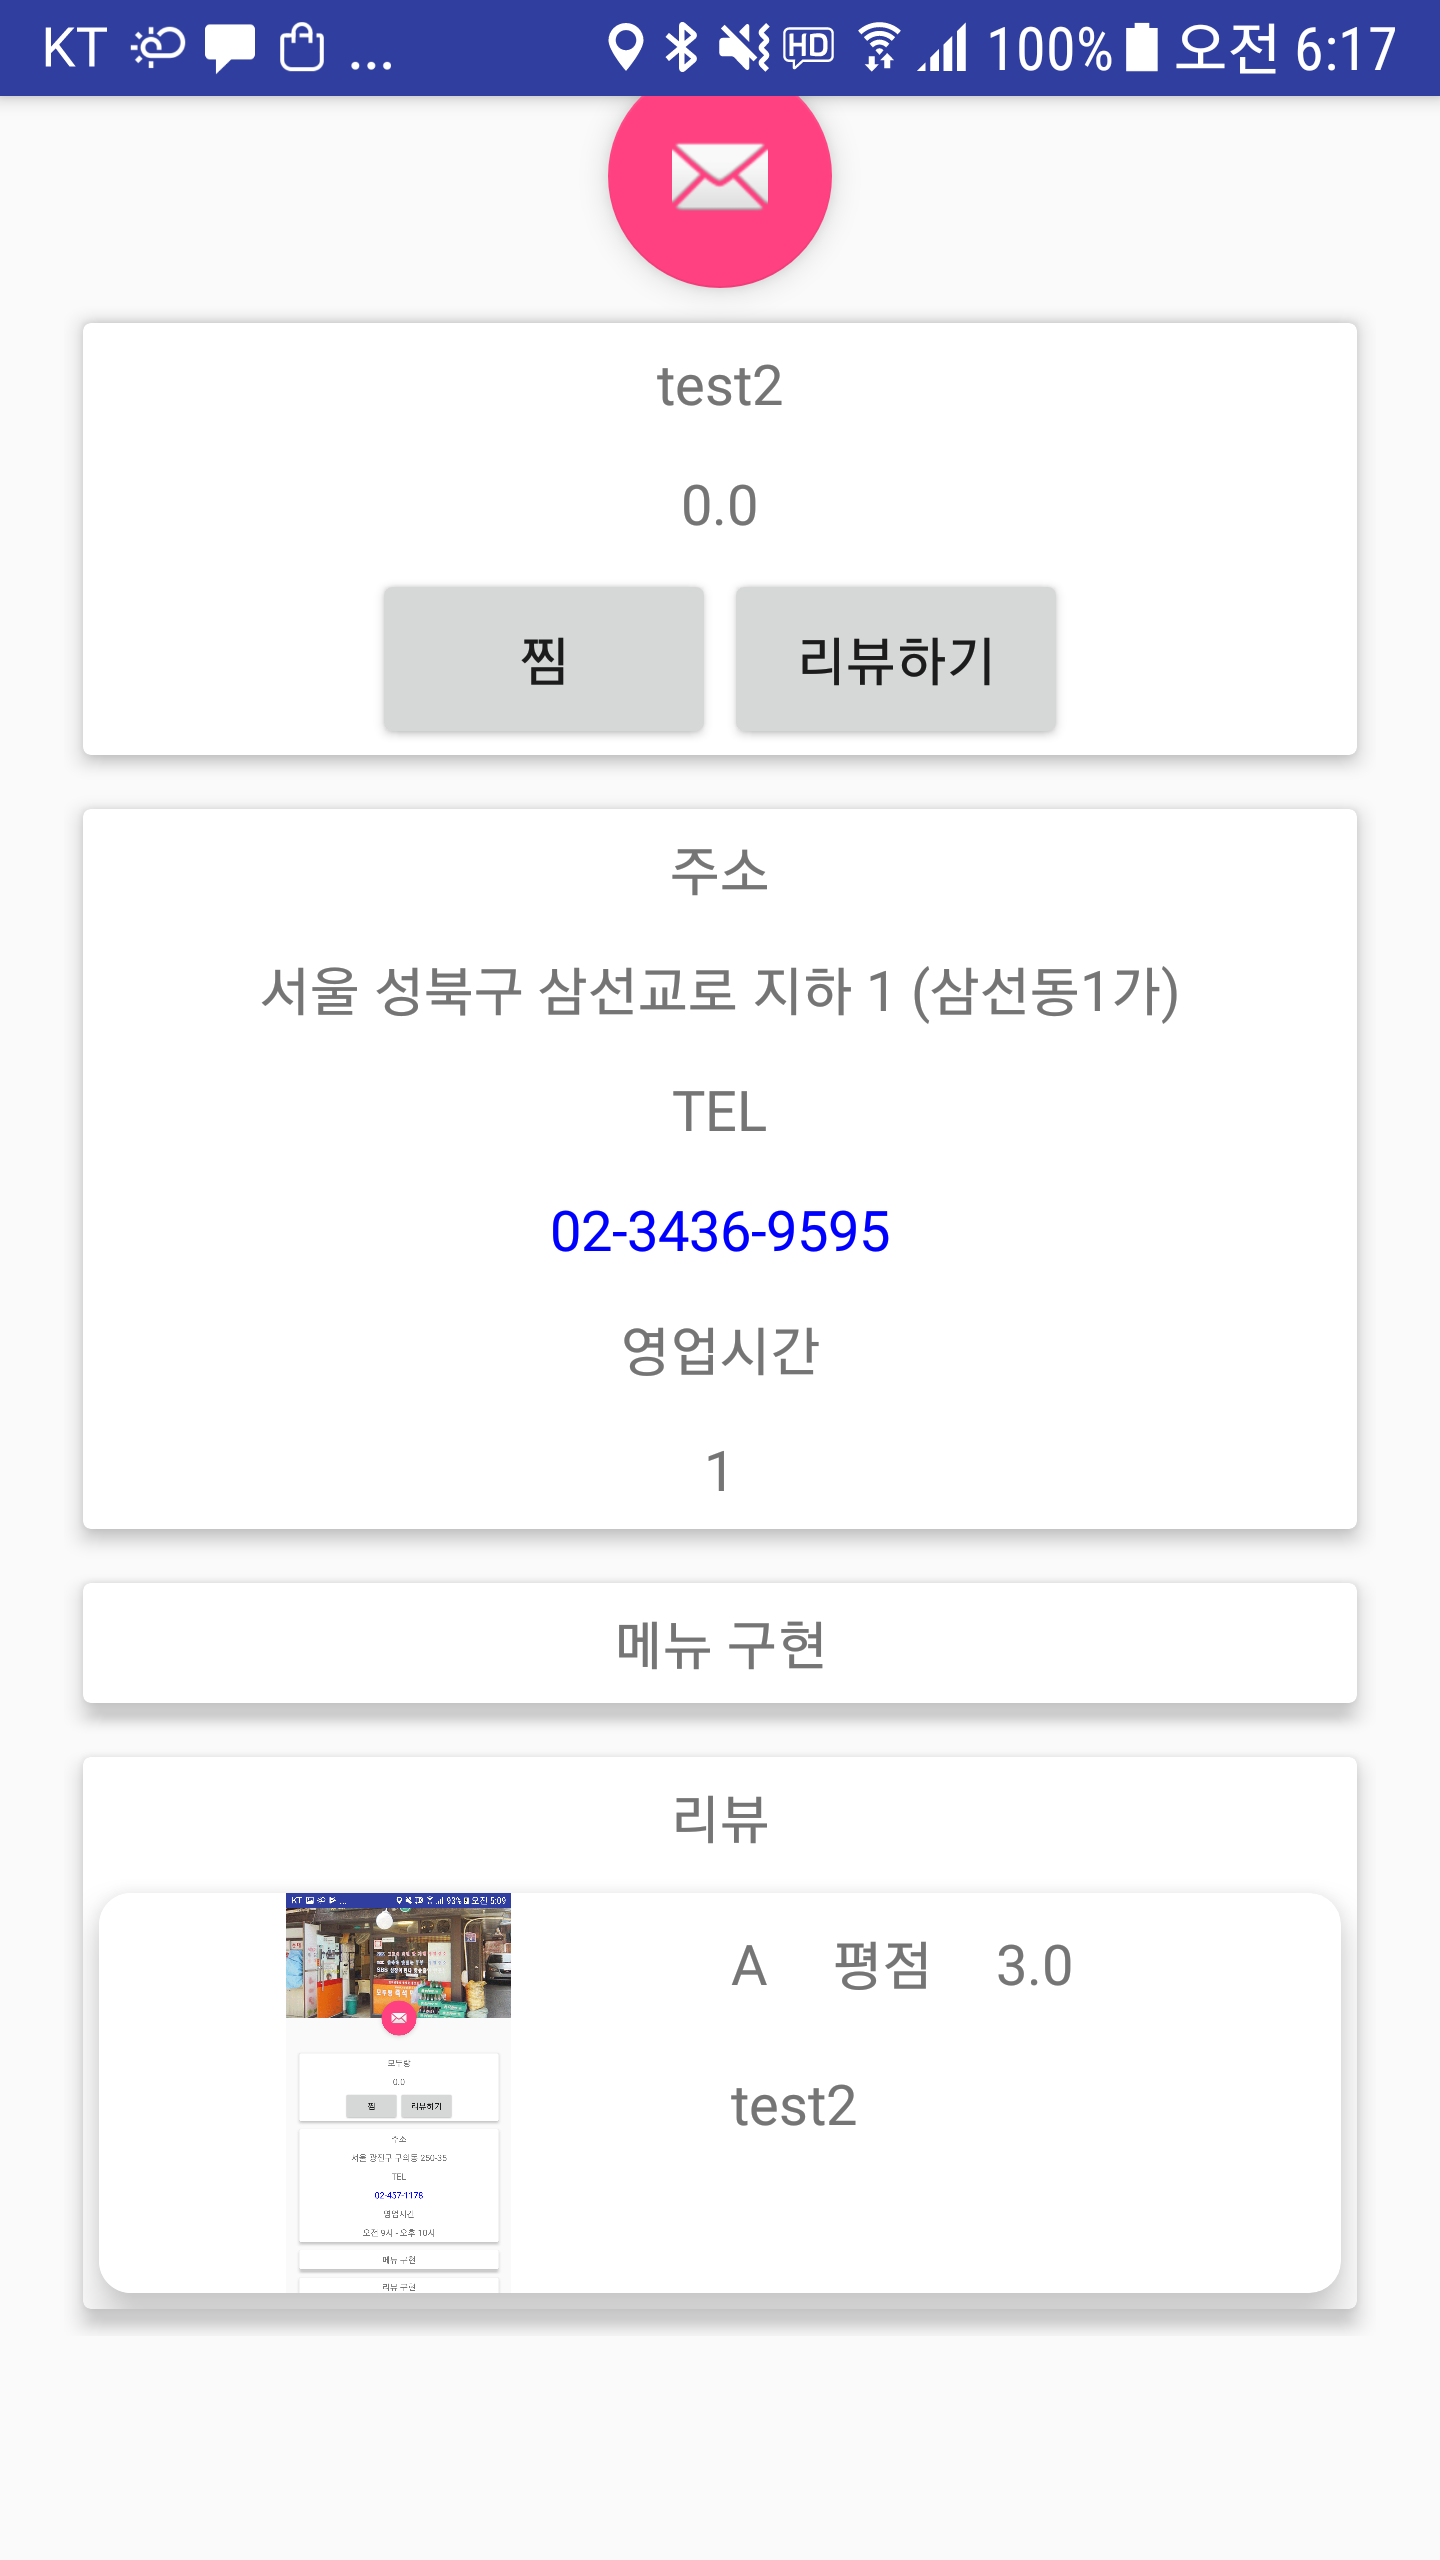 KT ... HD 100% 오전 6:17
test2
0.0
찜 리뷰하기
주소
서울 성북구 삼선교로 지하 1 (삼선동1가)
TEL
02-3436-9595
영업시간
1
메뉴 구현
리뷰
KT ... 93% 오전 5:09
A 평점 3.0
test2
모두랑
0.0
찜 리뷰하기
주소
서울 광진구 구의동 250-35
TEL
02-457-1178
영업시간
오전 9시 - 오후 10시
메뉴 구현
리뷰 구현